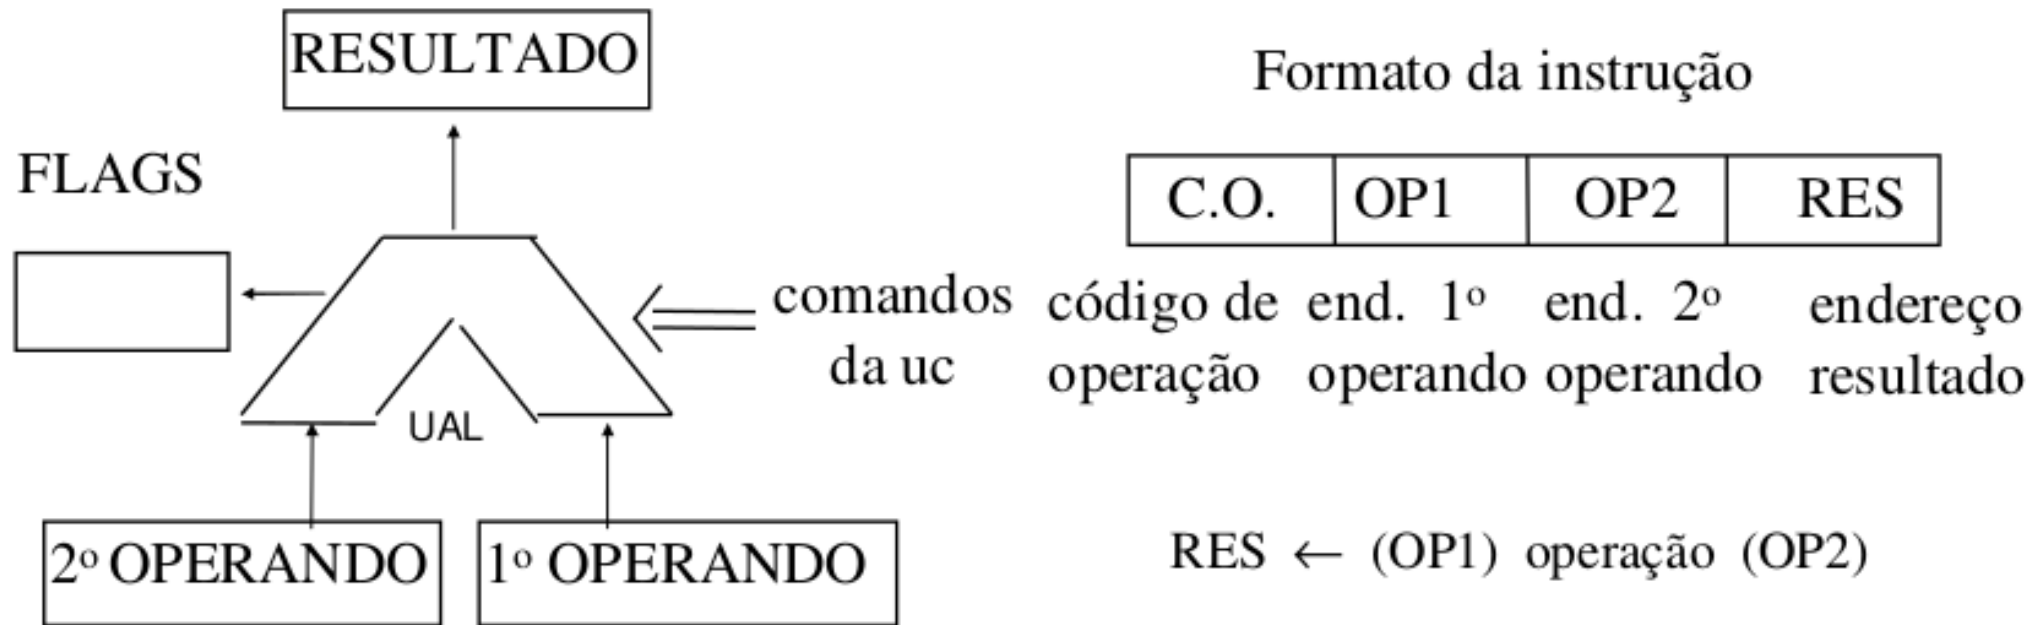 RESULTADO
FLAGS
UAL
2º OPERANDO
1º OPERANDO
comandos
da uc
Formato da instrução
C.O. OP1 OP2 RES
código de end. 1º end. 2º endereço
operação operando operando resultado
RES ← (OP1) operação (OP2)